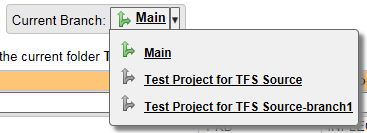 Current Branch: Main
the current folder T
Main
Test Project for TFS Source
Test Project for TFS Source-branch1